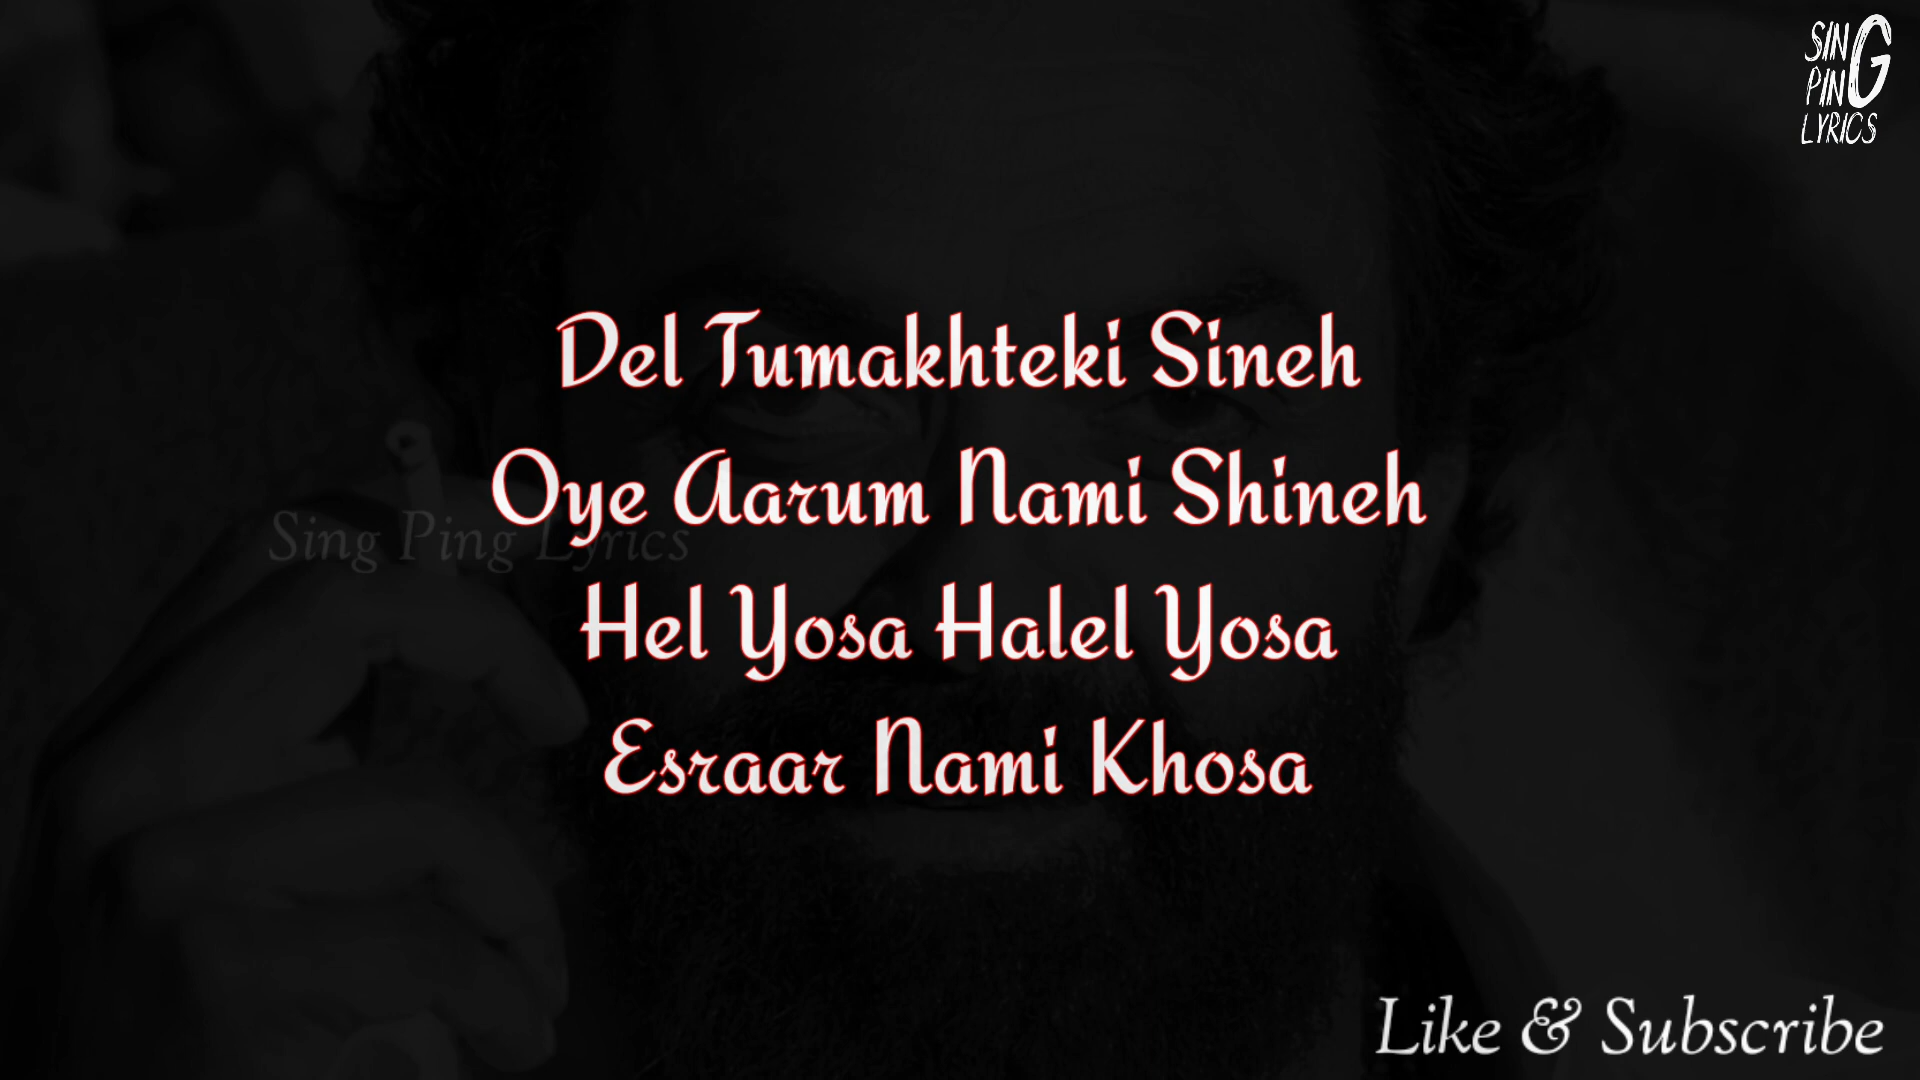 SING
PING
LYRICS
Del Tumakhteki Sineh
Oye Aarum Nami Shineh
Sing Ping Lyrics
Hel Yosa Halel Yosa
Esraar Nami Khosa
Like & Subscribe